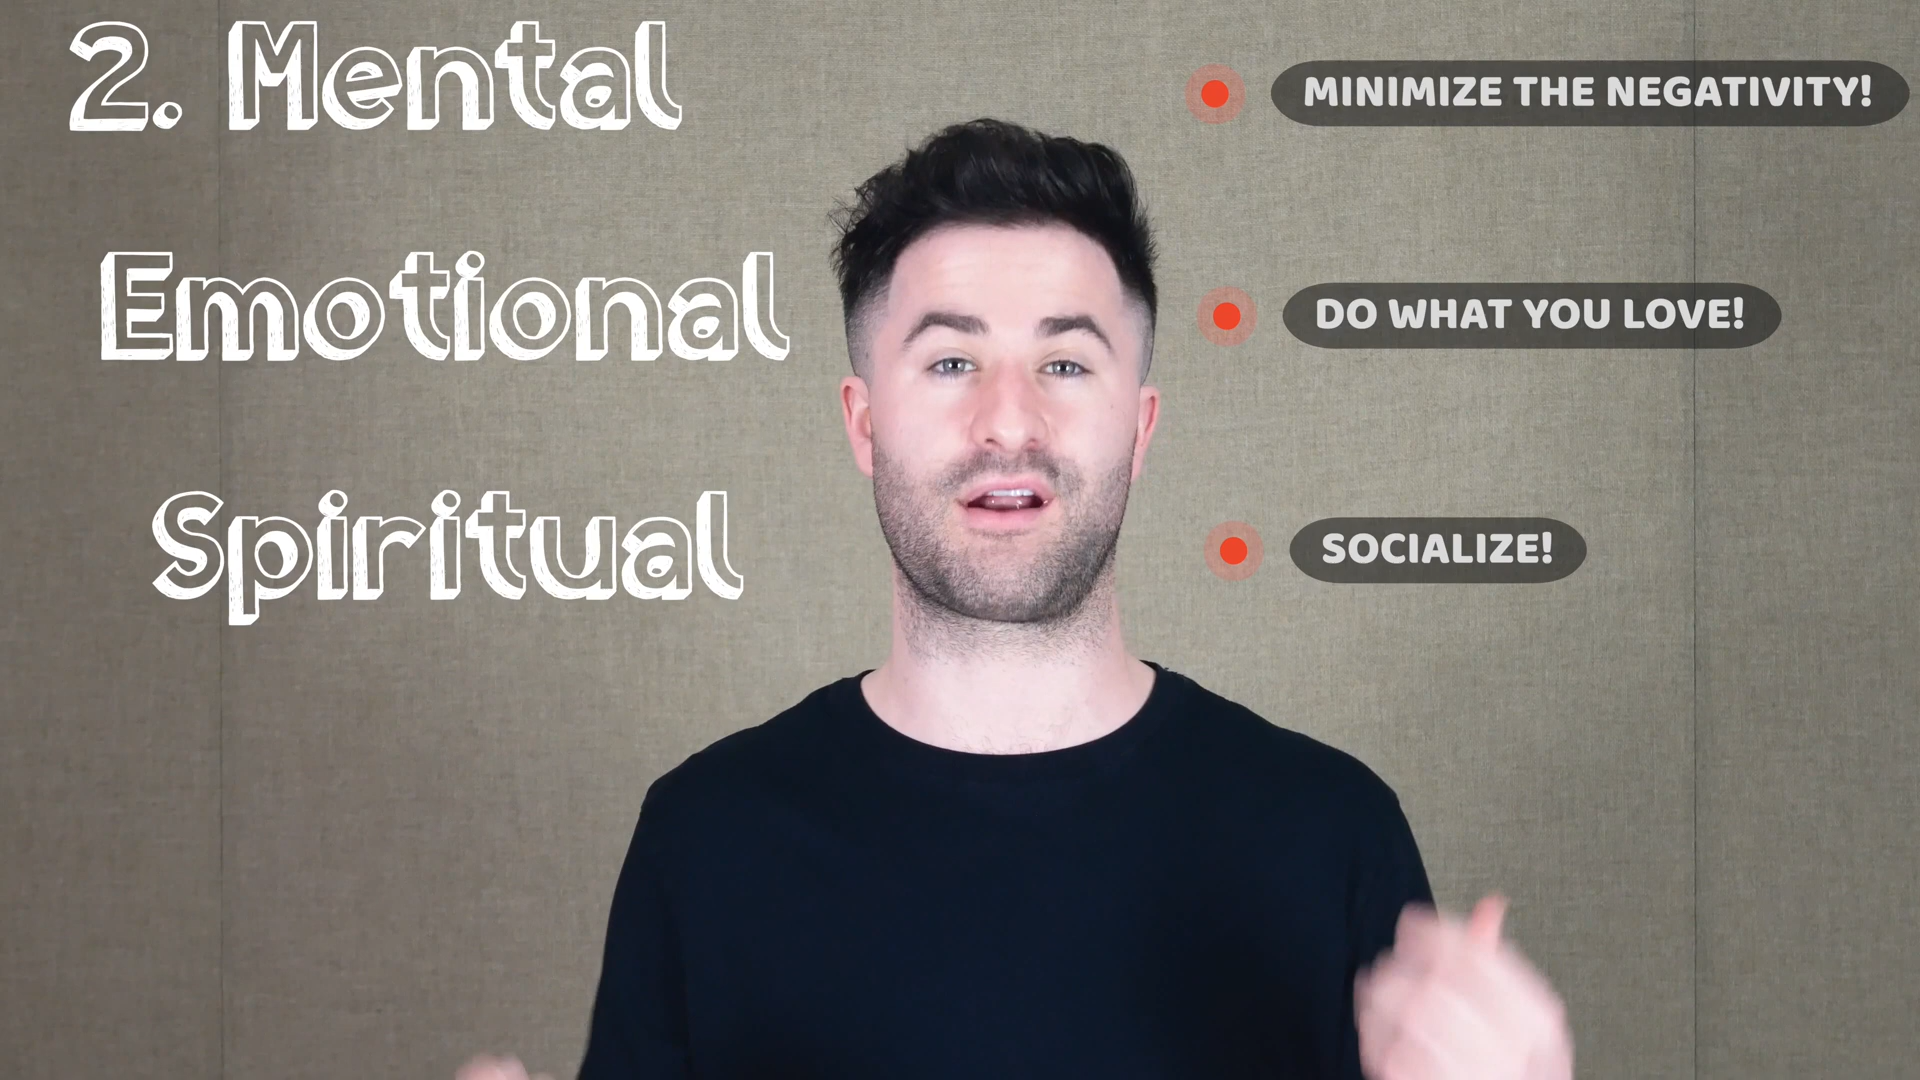 2. Mental
MINIMIZE THE NEGATIVITY!
Emotional
DO WHAT YOU LOVE!
Spiritual
SOCIALIZE!